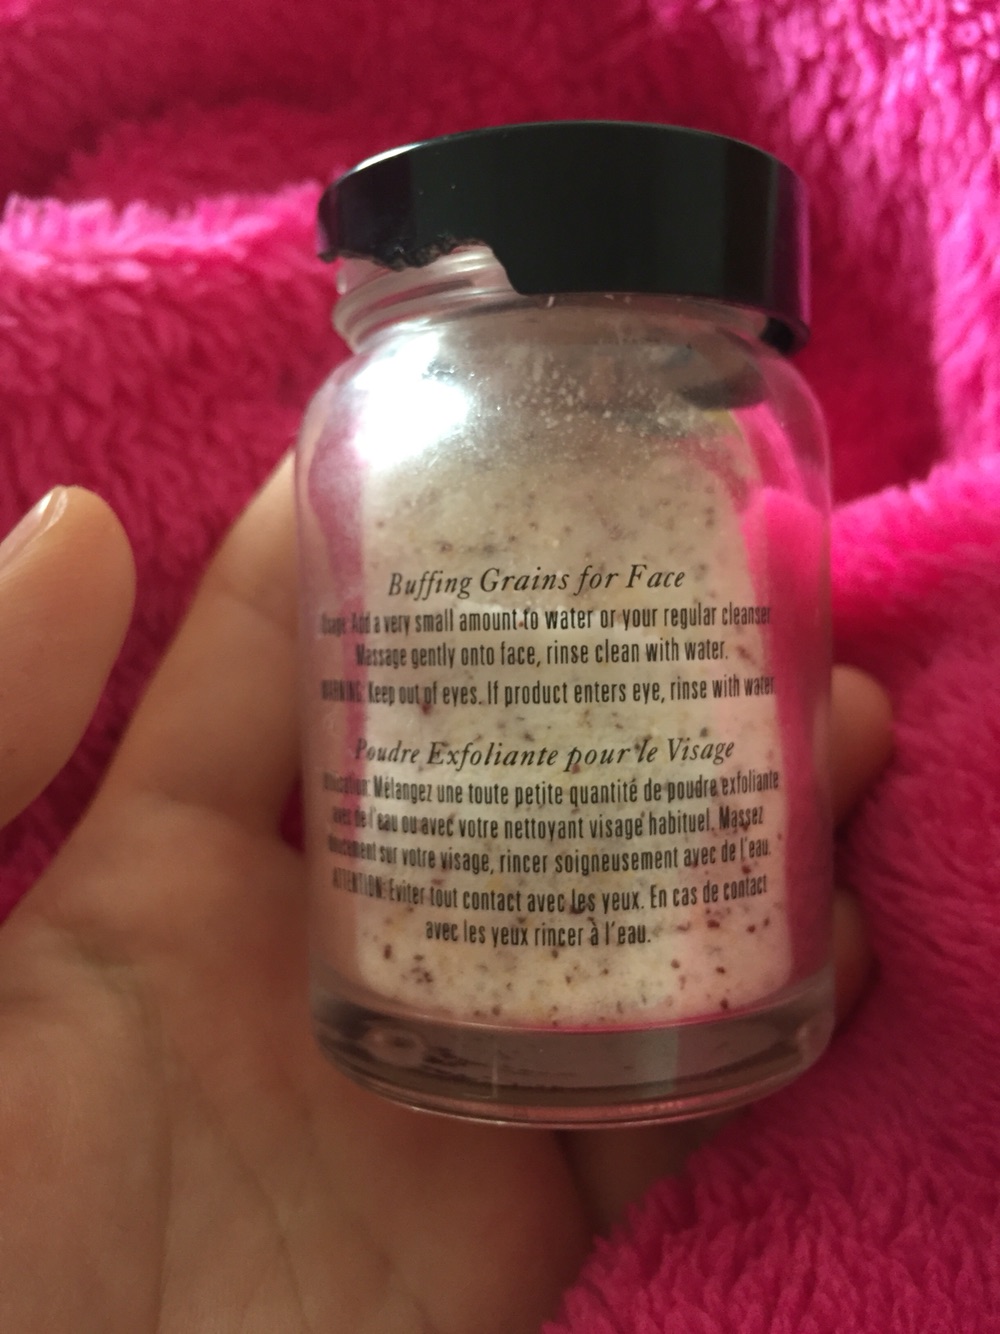 Buffing Grains for Face
Usage: Add a very small amount to water or your regular cleanser.
Massage gently onto face, rinse clean with water.
WARNING: Keep out of eyes. If product enters eye, rinse with water.
Poudre Exfoliante pour le Visage
Utilisation: Mélangez une toute petite quantité de poudre exfoliante
avec de l'eau ou avec votre nettoyant visage habituel. Massez
doucement sur votre visage, rincer soigneusement avec de l'eau.
ATTENTION: Eviter tout contact avec les yeux. En cas de contact
avec les yeux rincer à l'eau.